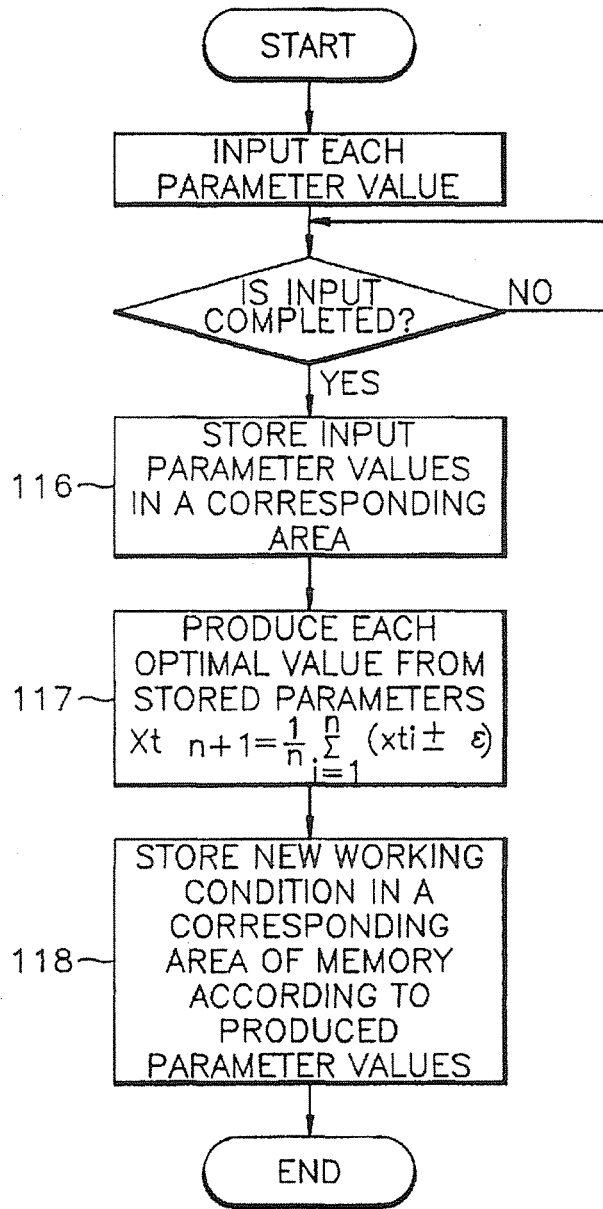 START
INPUT EACH
PARAMETER VALUE
IS INPUT
COMPLETED?
NO
YES
116
STORE INPUT
PARAMETER VALUES
IN A CORRESPONDING
AREA
117
PRODUCE EACH
OPTIMAL VALUE FROM
STORED PARAMETERS
Xt n+1=1/n n∑i=1 (xti± ε)
118
STORE NEW WORKING
CONDITION IN A
CORRESPONDING
AREA OF MEMORY
ACCORDING TO
PRODUCED
PARAMETER VALUES
END